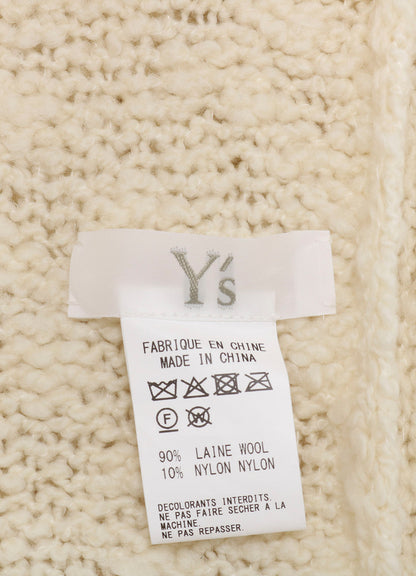 Y's
FABRIQUE EN CHINE
MADE IN CHINA
F W
90% LAINE WOOL
10% NYLON NYLON
DECOLORANTS INTERDITS.
NE PAS FAIRE SECHER A LA
MACHINE.
NE PAS REPASSER.